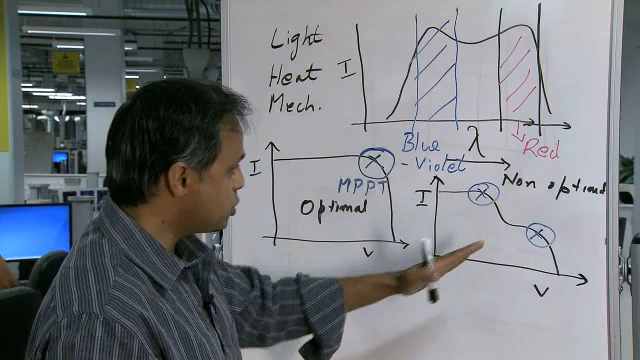 Light
Heat
Mech.
I
λ
Blue
- Violet
Red
I
MPPT
Optimal
V
Non optimal
I
V